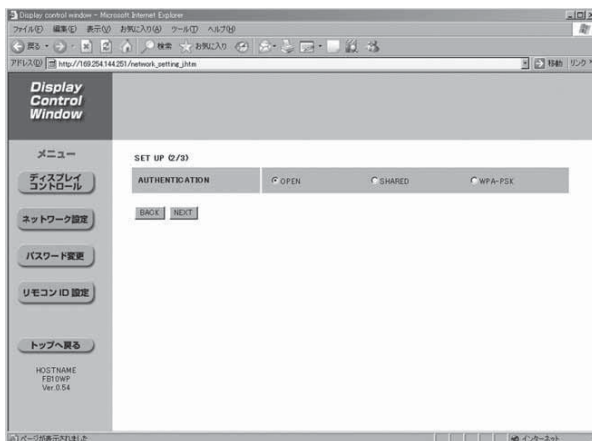 Display control window - Microsoft Internet Explorer
ファイル(F) 編集(E) 表示(V) お気に入り(A) ツール(T) ヘルプ(H)
戻る 検索 お気に入り
アドレス(D) http://169.254.144.251/network_setting_j.htm 移動 リンク
Display
Control
Window
メニュー
ディスプレイ
コントロール
ネットワーク設定
パスワード変更
リモコン ID 設定
トップへ戻る
HOSTNAME
FB10WP
Ver.0.54
SET UP (2/3)
AUTHENTICATION OPEN SHARED WPA-PSK
BACK NEXT
ページが表示されました インターネット